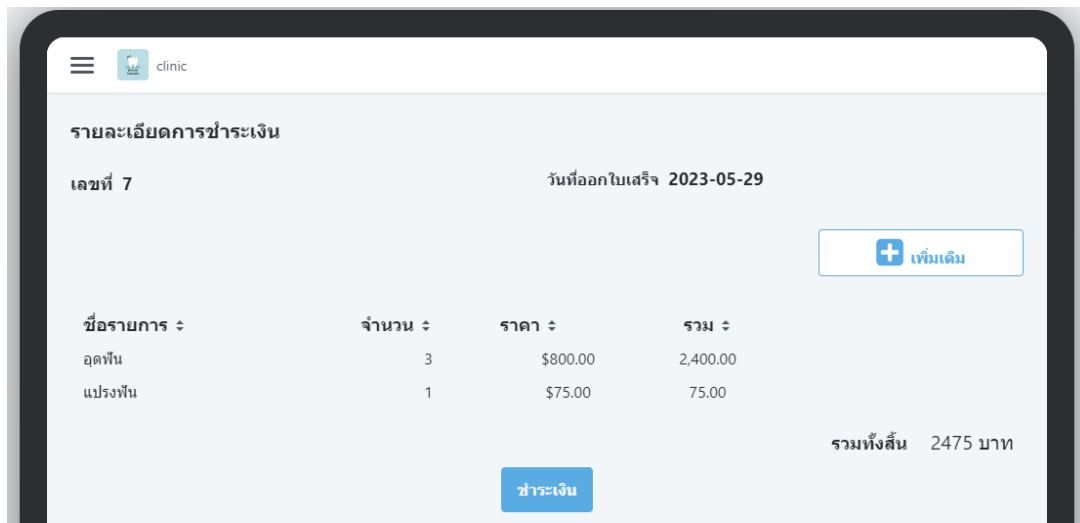 clinic
รายละเอียดการชำระเงิน
เลขที่ 7
วันที่ออกใบเสร็จ 2023-05-29
เพิ่มเติม
ชื่อรายการ จำนวน ราคา รวม
อุดฟัน 3 $800.00 2,400.00
แปรงฟัน 1 $75.00 75.00
รวมทั้งสิ้น 2475 บาท
ชำระเงิน